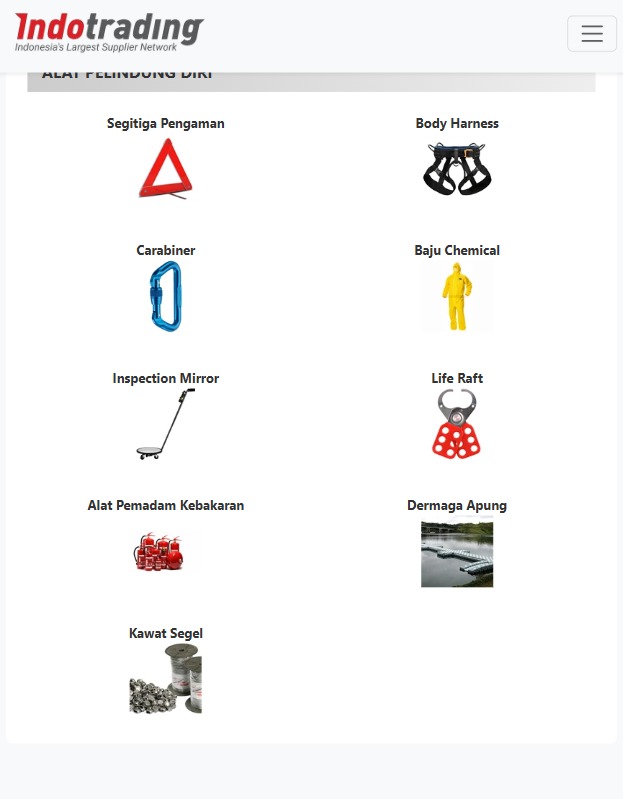 Indotrading
Indonesia's Largest Supplier Network
ALAT PELINDUNG DIRI
Segitiga Pengaman
Body Harness
Carabiner
Baju Chemical
Inspection Mirror
Life Raft
Alat Pemadam Kebakaran
Dermaga Apung
Kawat Segel